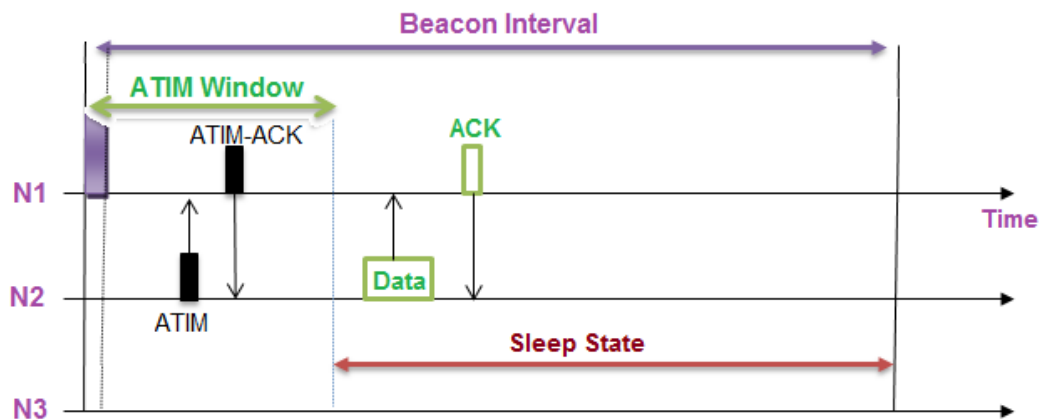 Beacon Interval
ATIM Window
ATIM-ACK
ACK
N1
Time
Data
N2
ATIM
Sleep State
N3